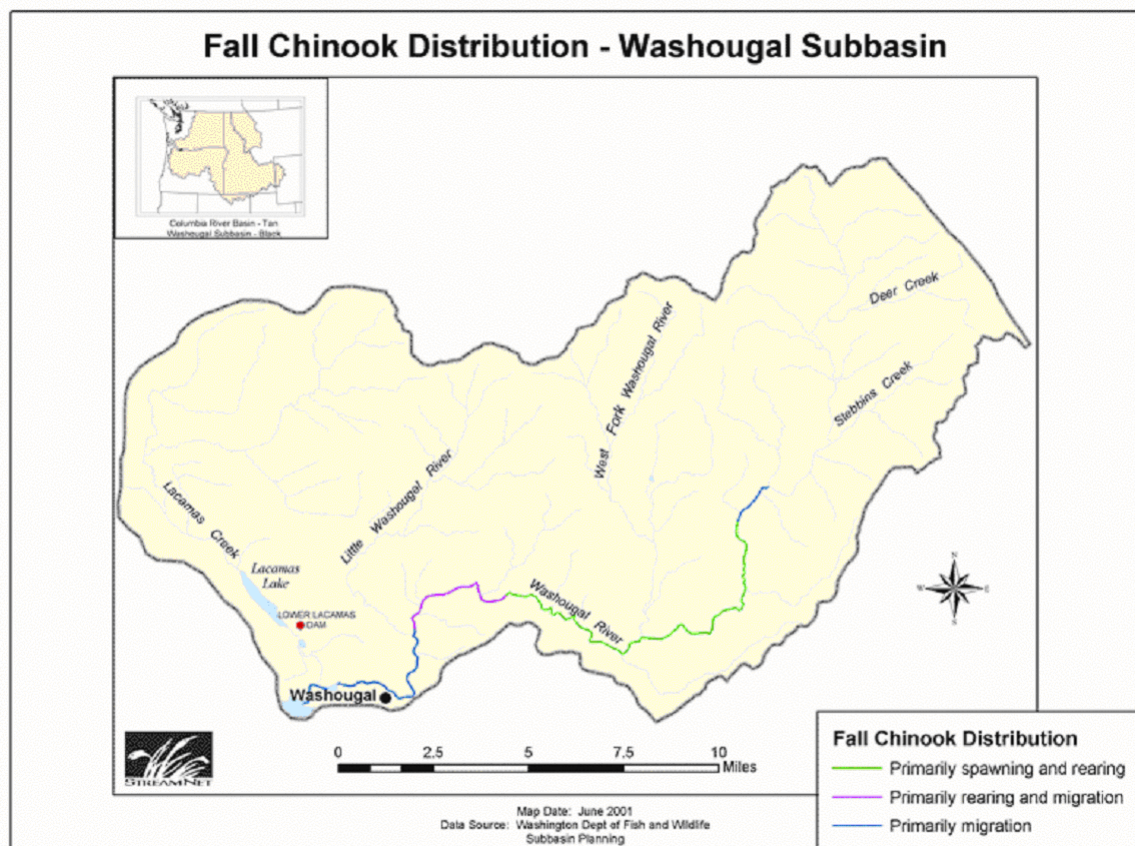 Fall Chinook Distribution - Washougal Subbasin
Columbia River Basin - Tan
Washougal Subbasin - Black
Deer Creek
West Fork Washougal River
Stebbins Creek
Little Washougal River
Lacamas Creek
Lacamas
Lake
LOWER LACAMAS
DAM
Washougal River
N
W
E
S
Washougal
STREAMNET
0
2.5
5
7.5
10
Miles
Map Date: June 2001
Data Source: Washington Dept of Fish and Wildlife
Subbasin Planning
Fall Chinook Distribution
Primarily spawning and rearing
Primarily rearing and migration
Primarily migration